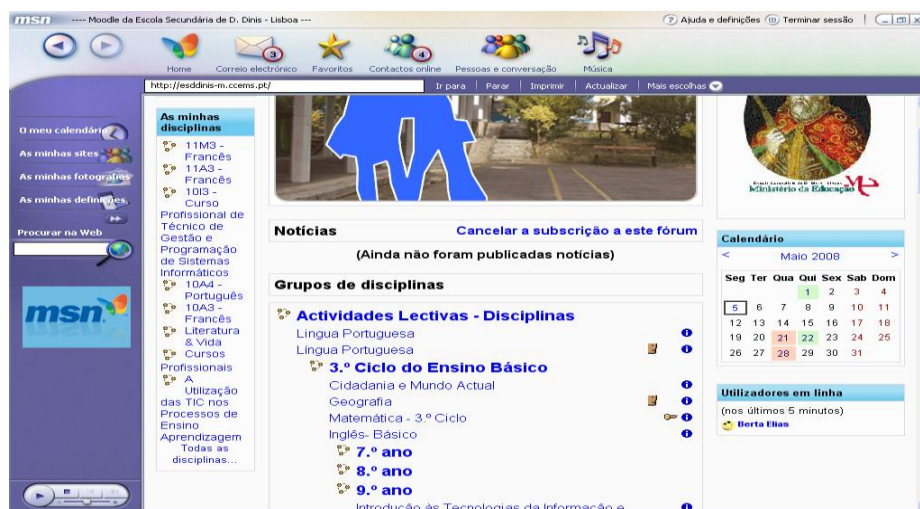 msn ---- Moodle da Escola Secundária de D. Dinis - Lisboa ---
Ajuda e definições Terminar sessão
3
4
Home Correio electrónico Favoritos Contactos online Pessoas e conversação Música
http://esddinis-m.ccems.pt/ Ir para Parar Imprimir Actualizar Mais escolhas
O meu calendário
As minhas sites
As minhas fotografias
As minhas definições.
Procurar na Web
msn
As minhas
disciplinas
11M3 -
Francês
11A3 -
Francês
10I3 -
Curso
Profissional de
Técnico de
Gestão e
Programação
de Sistemas
Informáticos
10A4 -
Português
10A3 -
Francês
Literatura
& Vida
Cursos
Profissionais
A
Utilização
das TIC nos
Processos de
Ensino
Aprendizagem
Todas as
disciplinas...
Notícias Cancelar a subscrição a este fórum
(Ainda não foram publicadas notícias)
Grupos de disciplinas
Actividades Lectivas - Disciplinas
Lingua Portuguesa
Língua Portuguesa
3.º Ciclo do Ensino Básico
Cidadania e Mundo Actual
Geografia
Matemática - 3.º Ciclo
Inglês- Básico
7.º ano
8.º ano
9.º ano
Introdução às Tecnologias da Informação e
Ministério da Educação
Calendário
< Maio 2008 >
Seg Ter Qua Qui Sex Sab Dom
1 2 3 4
5 6 7 8 9 10 11
12 13 14 15 16 17 18
19 20 21 22 23 24 25
26 27 28 29 30 31
Utilizadores em linha
(nos últimos 5 minutos)
Berta Elias